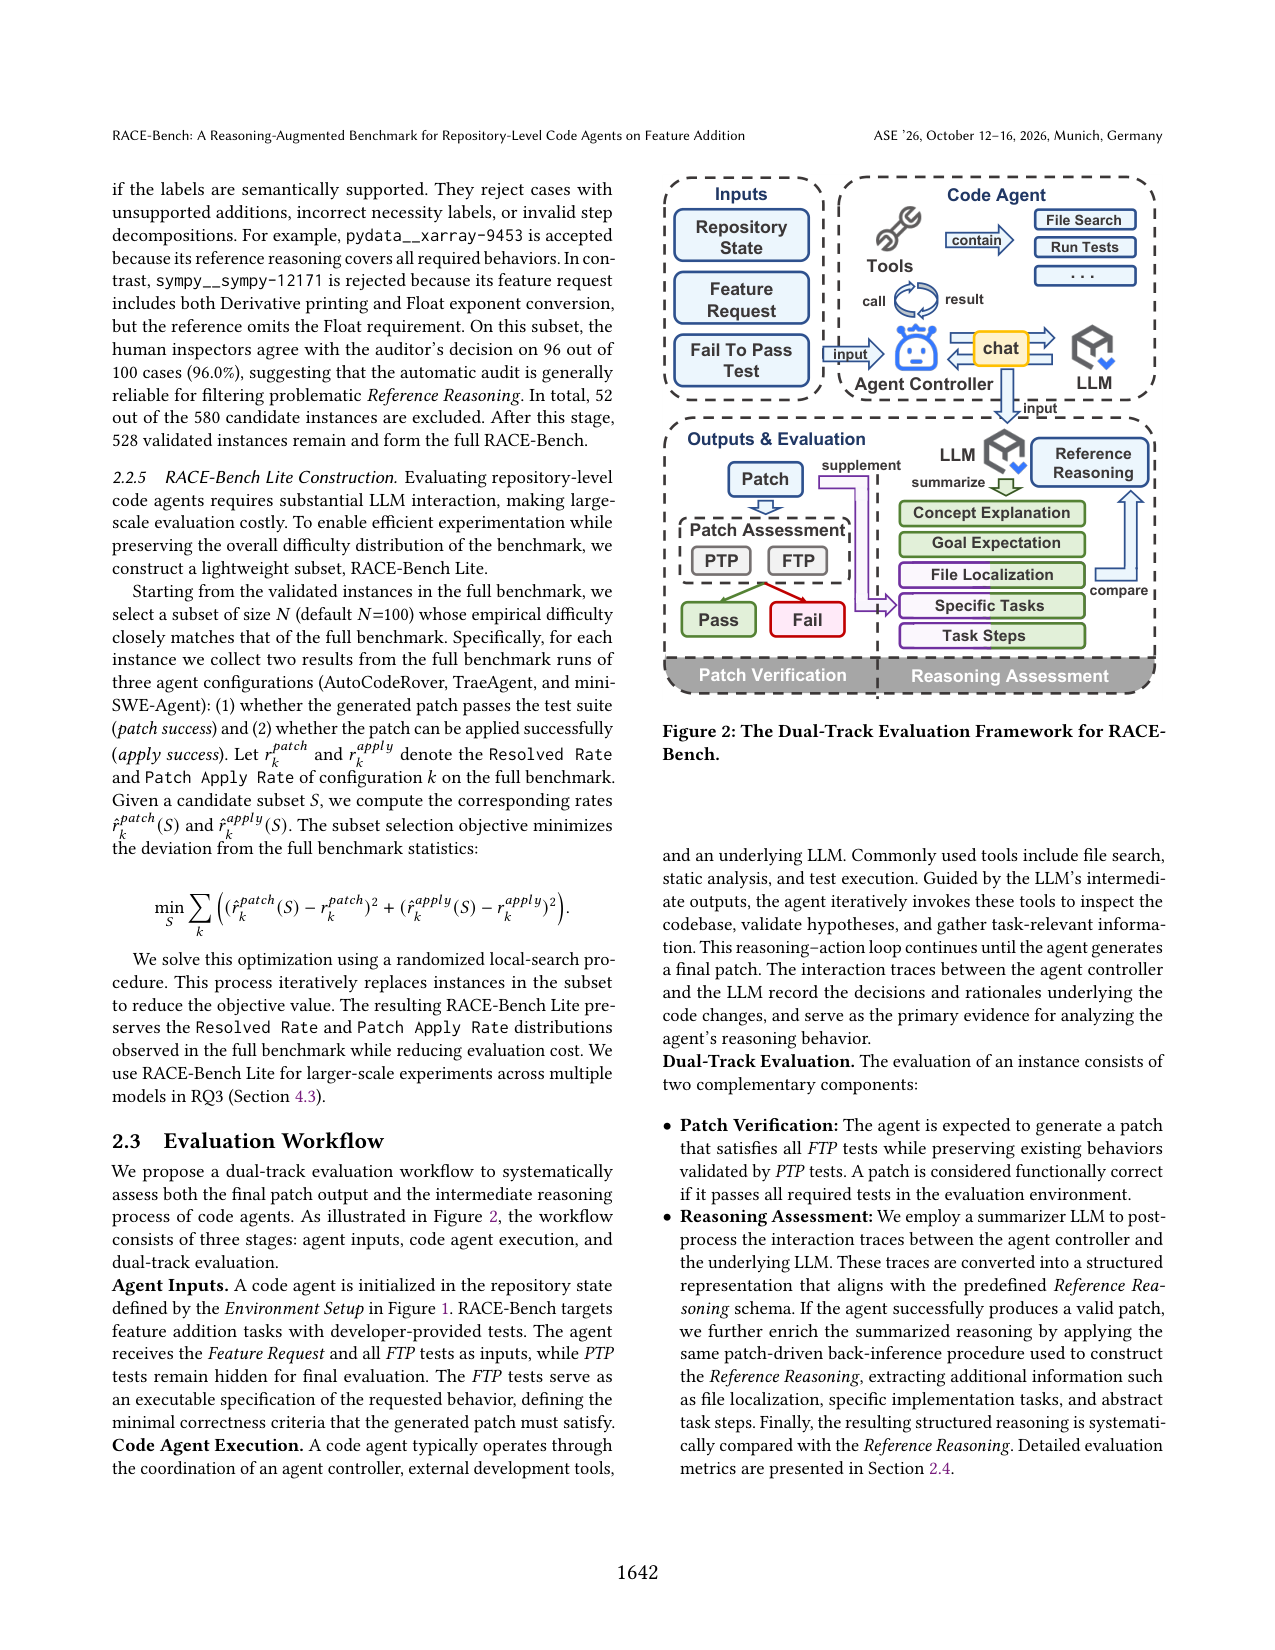 RACE-Bench: A Reasoning-Augmented Benchmark for Repository-Level Code Agents on Feature Addition
ASE ’26, October 12–16, 2026, Munich, Germany
if the labels are semantically supported. They reject cases with
unsupported additions, incorrect necessity labels, or invalid step
decompositions. For example, pydata__xarray-9453 is accepted
because its reference reasoning covers all required behaviors. In con-
trast, sympy__sympy-12171 is rejected because its feature request
includes both Derivative printing and Float exponent conversion,
but the reference omits the Float requirement. On this subset, the
human inspectors agree with the auditor’s decision on 96 out of
100 cases (96.0%), suggesting that the automatic audit is generally
reliable for filtering problematic Reference Reasoning. In total, 52
out of the 580 candidate instances are excluded. After this stage,
528 validated instances remain and form the full RACE-Bench.
2.2.5 RACE-Bench Lite Construction. Evaluating repository-level
code agents requires substantial LLM interaction, making large-
scale evaluation costly. To enable efficient experimentation while
preserving the overall difficulty distribution of the benchmark, we
construct a lightweight subset, RACE-Bench Lite.
Starting from the validated instances in the full benchmark, we
select a subset of size N (default N=100) whose empirical difficulty
closely matches that of the full benchmark. Specifically, for each
instance we collect two results from the full benchmark runs of
three agent configurations (AutoCodeRover, TraeAgent, and mini-
SWE-Agent): (1) whether the generated patch passes the test suite
(patch success) and (2) whether the patch can be applied successfully
(apply success). Let r_k^patch and r_k^apply denote the Resolved Rate
and Patch Apply Rate of configuration k on the full benchmark.
Given a candidate subset S, we compute the corresponding rates
r̂_k^patch(S) and r̂_k^apply(S). The subset selection objective minimizes
the deviation from the full benchmark statistics:
min_S ∑_k ((r̂_k^patch(S) − r_k^patch)² + (r̂_k^apply(S) − r_k^apply)²).
We solve this optimization using a randomized local-search pro-
cedure. This process iteratively replaces instances in the subset
to reduce the objective value. The resulting RACE-Bench Lite pre-
serves the Resolved Rate and Patch Apply Rate distributions
observed in the full benchmark while reducing evaluation cost. We
use RACE-Bench Lite for larger-scale experiments across multiple
models in RQ3 (Section 4.3).
2.3 Evaluation Workflow
We propose a dual-track evaluation workflow to systematically
assess both the final patch output and the intermediate reasoning
process of code agents. As illustrated in Figure 2, the workflow
consists of three stages: agent inputs, code agent execution, and
dual-track evaluation.
Agent Inputs. A code agent is initialized in the repository state
defined by the Environment Setup in Figure 1. RACE-Bench targets
feature addition tasks with developer-provided tests. The agent
receives the Feature Request and all FTP tests as inputs, while PTP
tests remain hidden for final evaluation. The FTP tests serve as
an executable specification of the requested behavior, defining the
minimal correctness criteria that the generated patch must satisfy.
Code Agent Execution. A code agent typically operates through
the coordination of an agent controller, external development tools,
Inputs
Repository
State
Feature
Request
Fail To Pass
Test
input
Code Agent
Tools
contain
File Search
Run Tests
. . .
call
result
Agent Controller
chat
LLM
input
Outputs & Evaluation
Patch
supplement
Patch Assessment
PTP
FTP
Pass
Fail
LLM
summarize
Reference
Reasoning
Concept Explanation
Goal Expectation
File Localization
Specific Tasks
Task Steps
compare
Patch Verification
Reasoning Assessment
Figure 2: The Dual-Track Evaluation Framework for RACE-
Bench.
and an underlying LLM. Commonly used tools include file search,
static analysis, and test execution. Guided by the LLM’s intermedi-
ate outputs, the agent iteratively invokes these tools to inspect the
codebase, validate hypotheses, and gather task-relevant informa-
tion. This reasoning–action loop continues until the agent generates
a final patch. The interaction traces between the agent controller
and the LLM record the decisions and rationales underlying the
code changes, and serve as the primary evidence for analyzing the
agent’s reasoning behavior.
Dual-Track Evaluation. The evaluation of an instance consists of
two complementary components:
• Patch Verification: The agent is expected to generate a patch
that satisfies all FTP tests while preserving existing behaviors
validated by PTP tests. A patch is considered functionally correct
if it passes all required tests in the evaluation environment.
• Reasoning Assessment: We employ a summarizer LLM to post-
process the interaction traces between the agent controller and
the underlying LLM. These traces are converted into a structured
representation that aligns with the predefined Reference Rea-
soning schema. If the agent successfully produces a valid patch,
we further enrich the summarized reasoning by applying the
same patch-driven back-inference procedure used to construct
the Reference Reasoning, extracting additional information such
as file localization, specific implementation tasks, and abstract
task steps. Finally, the resulting structured reasoning is systemati-
cally compared with the Reference Reasoning. Detailed evaluation
metrics are presented in Section 2.4.
1642